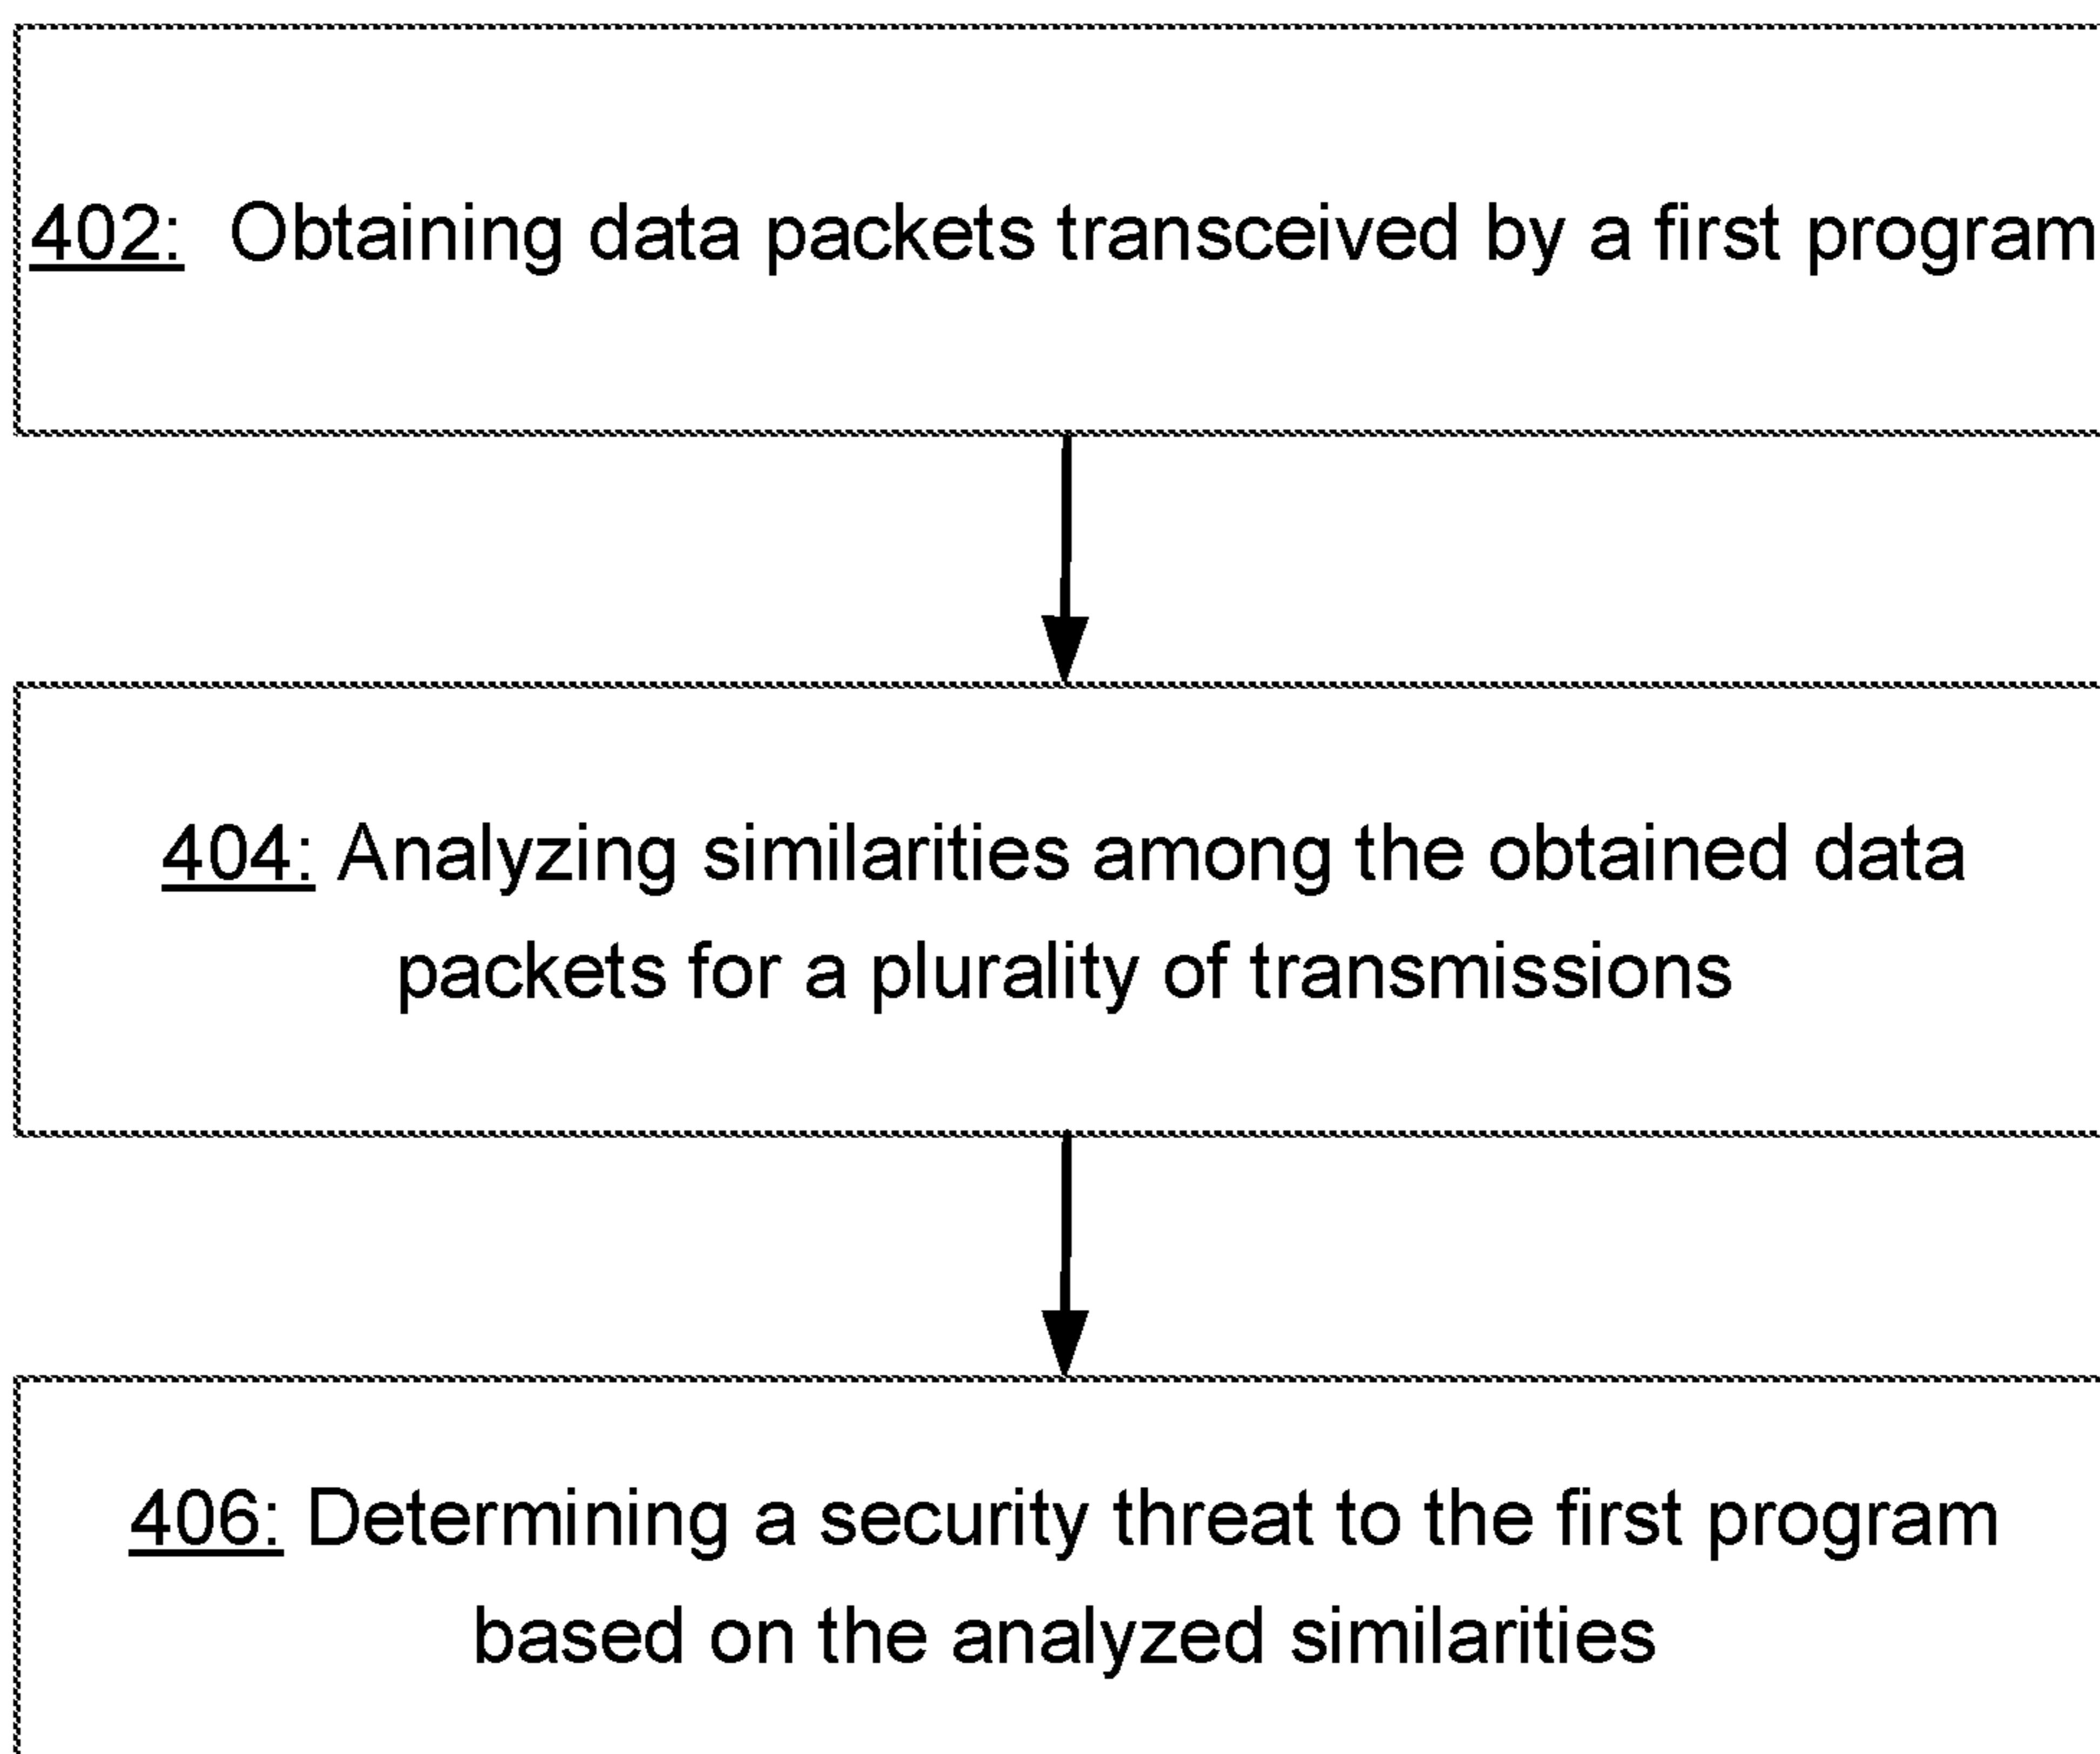 402: Obtaining data packets transceived by a first program
404: Analyzing similarities among the obtained data
packets for a plurality of transmissions
406: Determining a security threat to the first program
based on the analyzed similarities